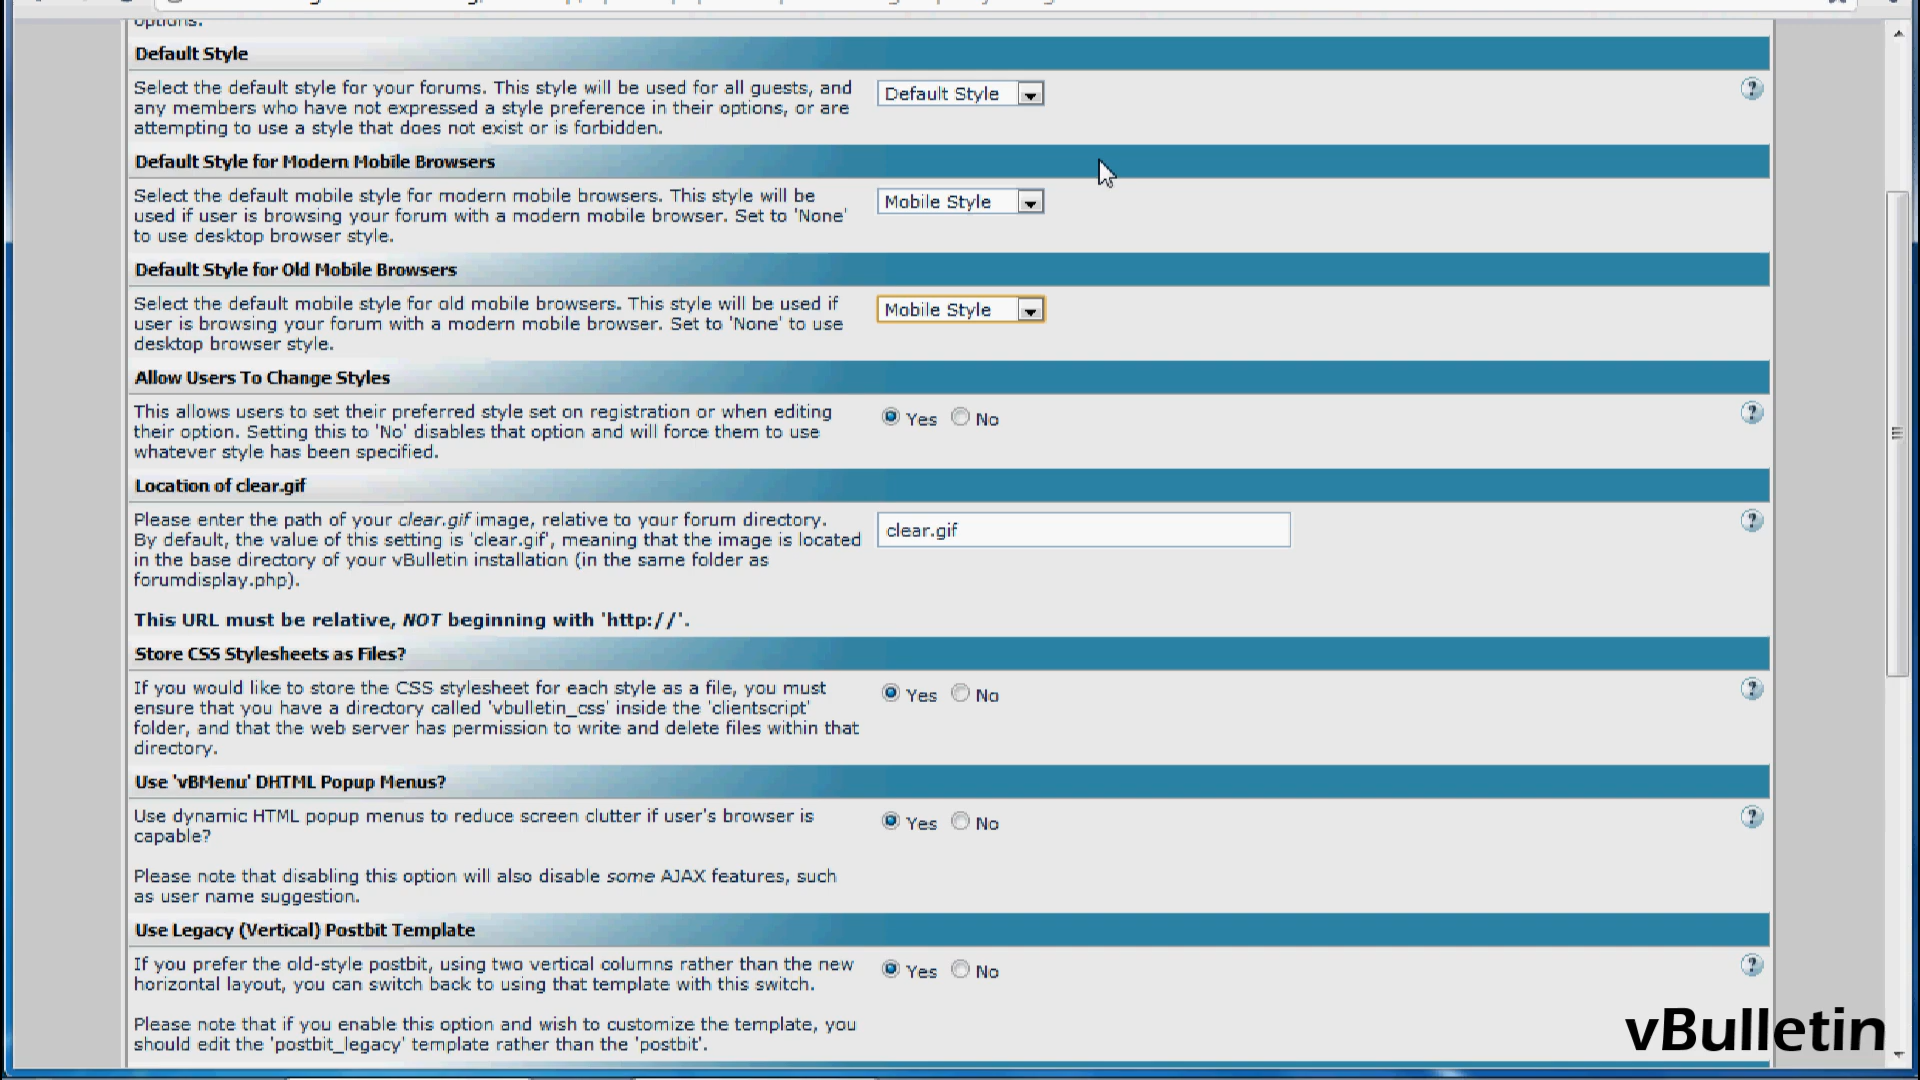 options.
Default Style
Select the default style for your forums. This style will be used for all guests, and
any members who have not expressed a style preference in their options, or are
attempting to use a style that does not exist or is forbidden.
Default Style
Default Style for Modern Mobile Browsers
Select the default mobile style for modern mobile browsers. This style will be
used if user is browsing your forum with a modern mobile browser. Set to 'None'
to use desktop browser style.
Mobile Style
Default Style for Old Mobile Browsers
Select the default mobile style for old mobile browsers. This style will be used if
user is browsing your forum with a modern mobile browser. Set to 'None' to use
desktop browser style.
Mobile Style
Allow Users To Change Styles
This allows users to set their preferred style set on registration or when editing
their option. Setting this to 'No' disables that option and will force them to use
whatever style has been specified.
Yes No
Location of clear.gif
Please enter the path of your clear.gif image, relative to your forum directory.
By default, the value of this setting is 'clear.gif', meaning that the image is located
in the base directory of your vBulletin installation (in the same folder as
forumdisplay.php).
This URL must be relative, NOT beginning with 'http://'.
clear.gif
Store CSS Stylesheets as Files?
If you would like to store the CSS stylesheet for each style as a file, you must
ensure that you have a directory called 'vbulletin_css' inside the 'clientscript'
folder, and that the web server has permission to write and delete files within that
directory.
Yes No
Use 'vBMenu' DHTML Popup Menus?
Use dynamic HTML popup menus to reduce screen clutter if user's browser is
capable?
Please note that disabling this option will also disable some AJAX features, such
as user name suggestion.
Yes No
Use Legacy (Vertical) Postbit Template
If you prefer the old-style postbit, using two vertical columns rather than the new
horizontal layout, you can switch back to using that template with this switch.
Please note that if you enable this option and wish to customize the template, you
should edit the 'postbit_legacy' template rather than the 'postbit'.
Yes No
vBulletin